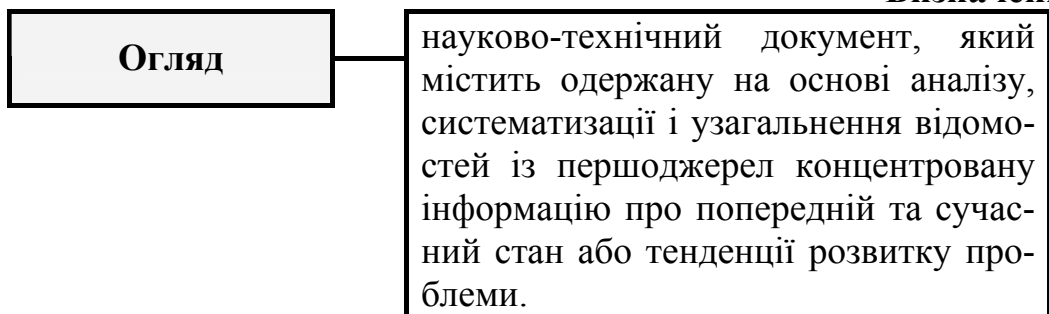 Огляд
науково-технічний документ, який
містить одержану на основі аналізу,
систематизації і узагальнення відомо-
стей із першоджерел концентровану
інформацію про попередній та сучас-
ний стан або тенденції розвитку про-
блеми.